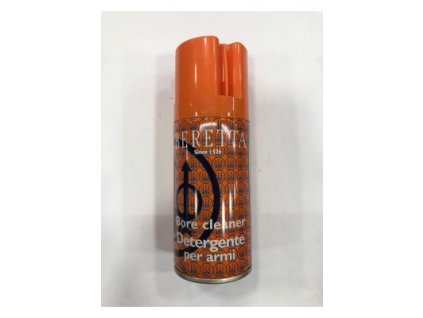 BERETTA
Since 1526
Bore cleaner
Detergente
per armi